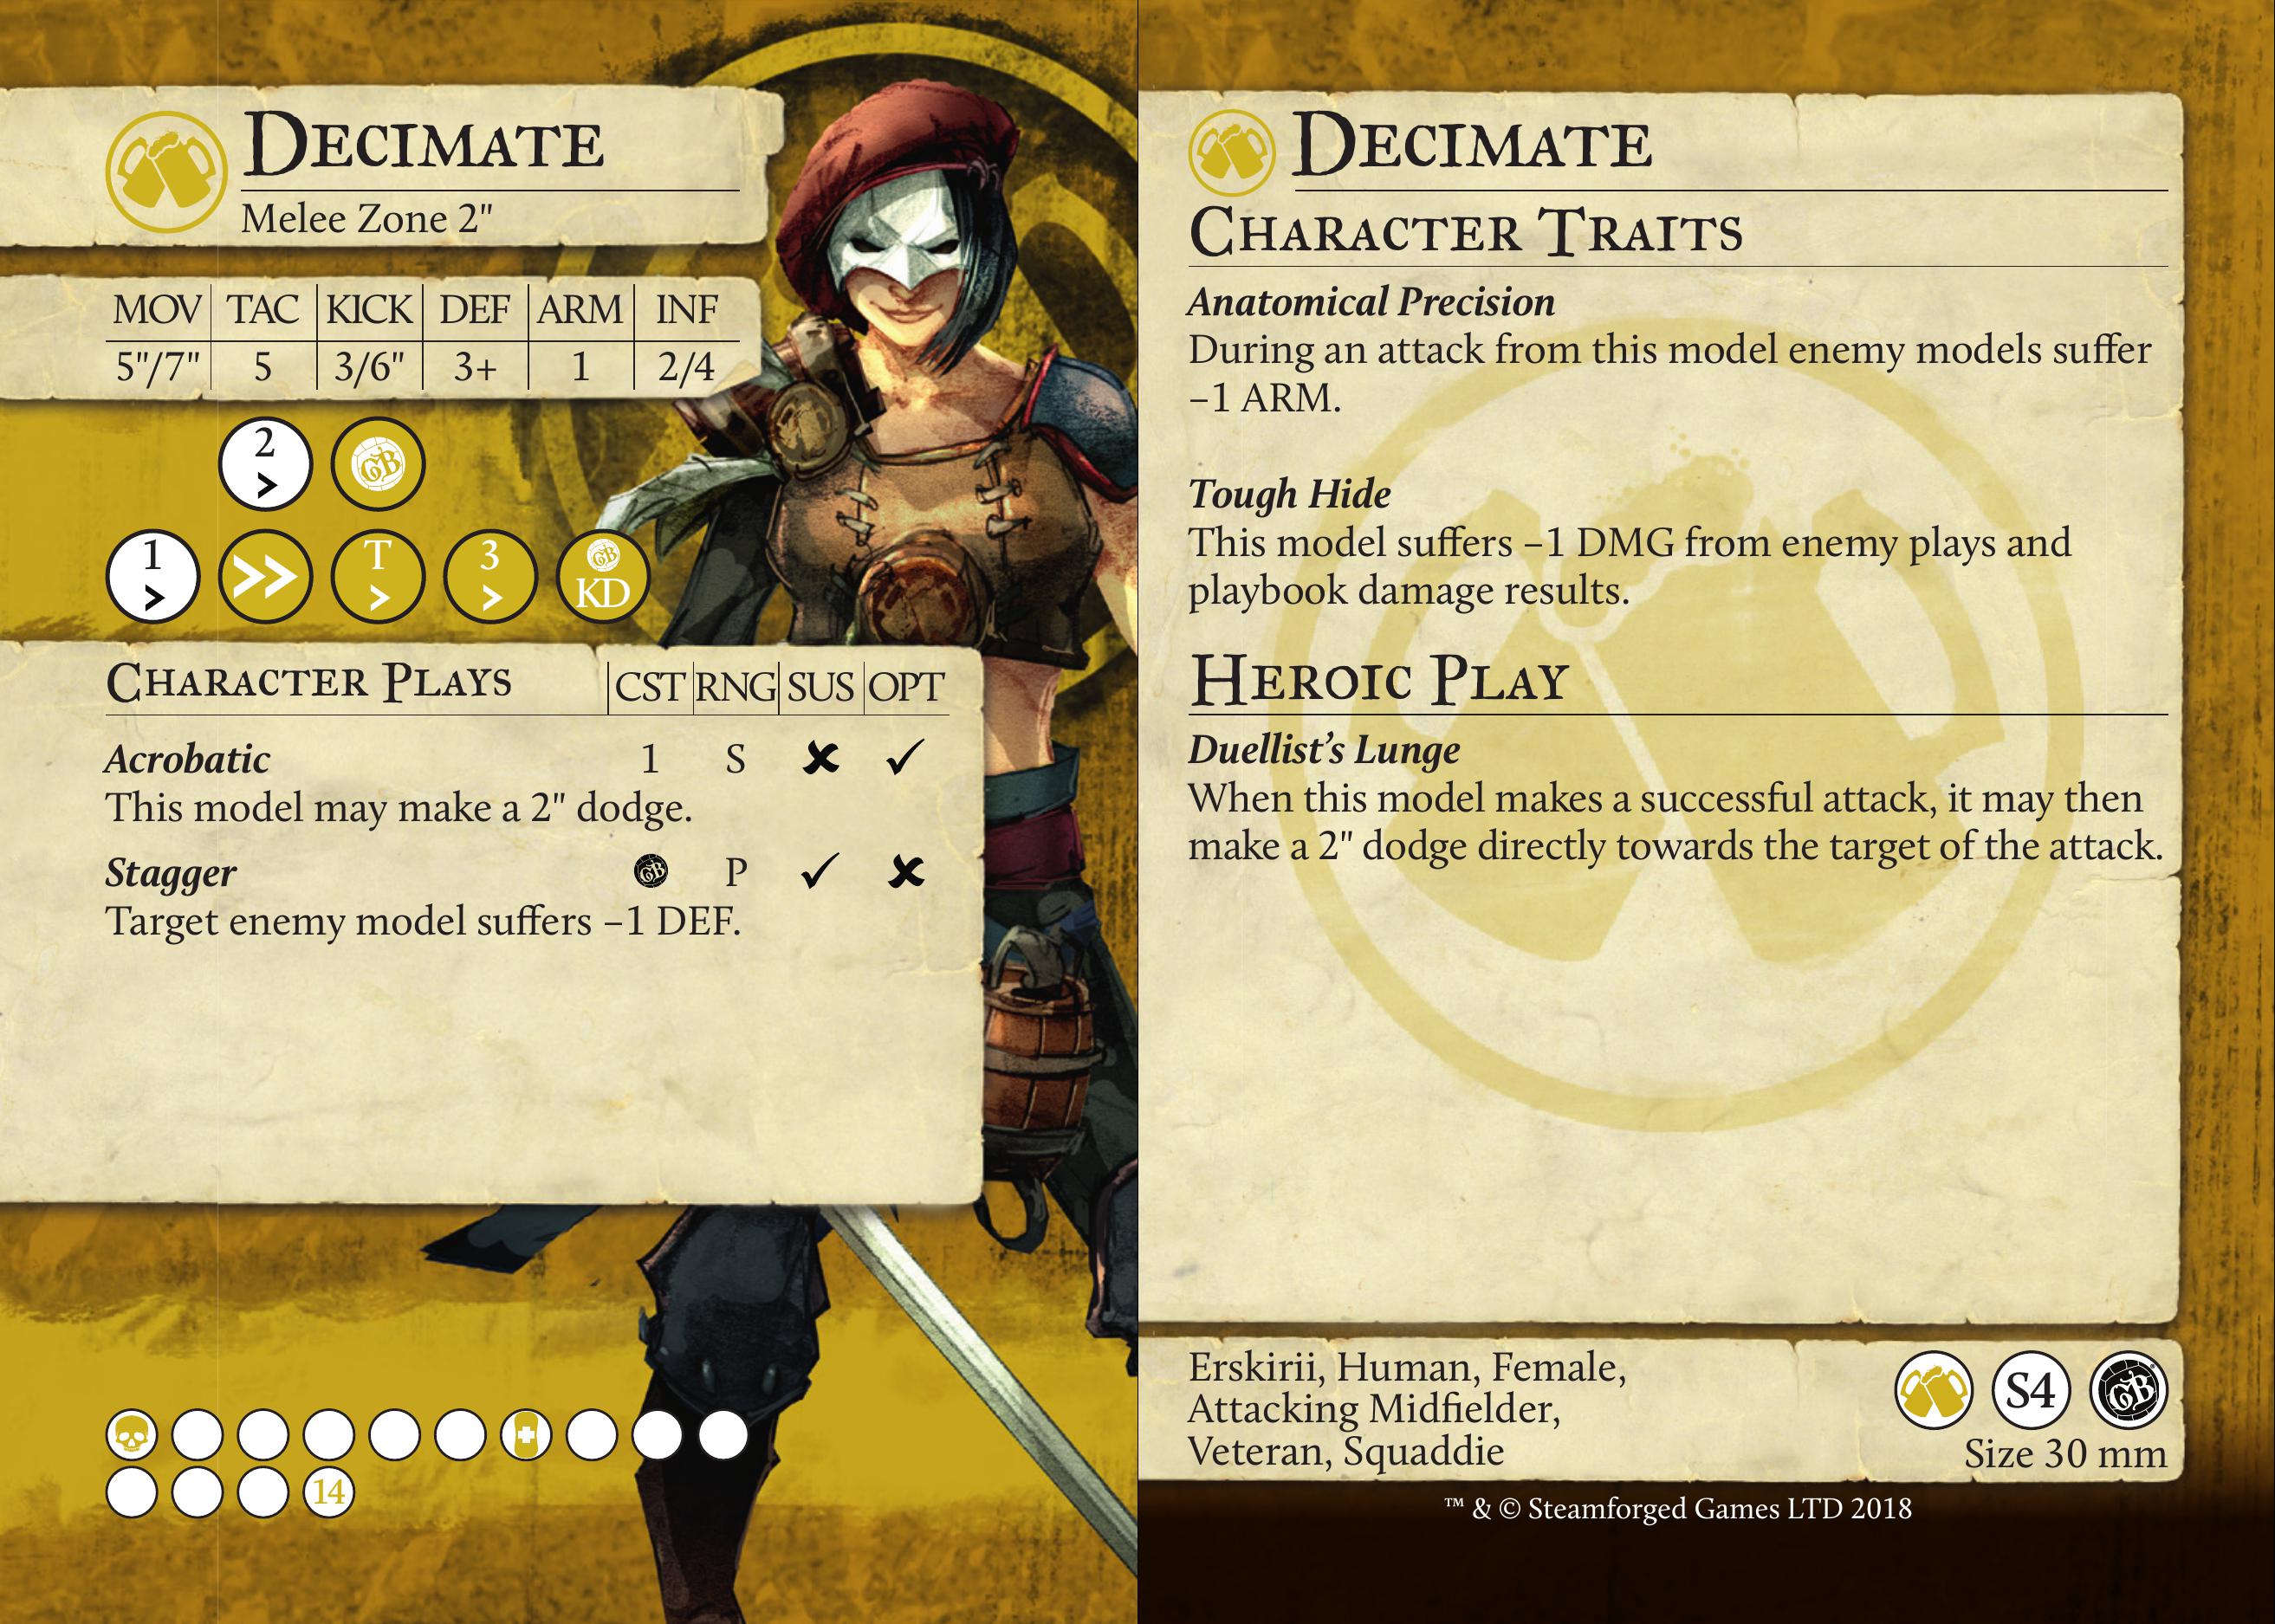 DECIMATE
Melee Zone 2"
MOV TAC KICK DEF ARM INF
5"/7" 5 3/6" 3+ 1 2/4
2
>
GB
1
>
>>
T
>
3
>
GB
KD
CHARACTER PLAYS CST RNG SUS OPT
Acrobatic 1 S ✘ ✓
This model may make a 2" dodge.
Stagger GB P ✓ ✘
Target enemy model suffers −1 DEF.
14
DECIMATE
CHARACTER TRAITS
Anatomical Precision
During an attack from this model enemy models suffer
−1 ARM.
Tough Hide
This model suffers −1 DMG from enemy plays and
playbook damage results.
HEROIC PLAY
Duellist's Lunge
When this model makes a successful attack, it may then
make a 2" dodge directly towards the target of the attack.
Erskirii, Human, Female,
Attacking Midfielder,
Veteran, Squaddie
S4
GB
Size 30 mm
™ & © Steamforged Games LTD 2018